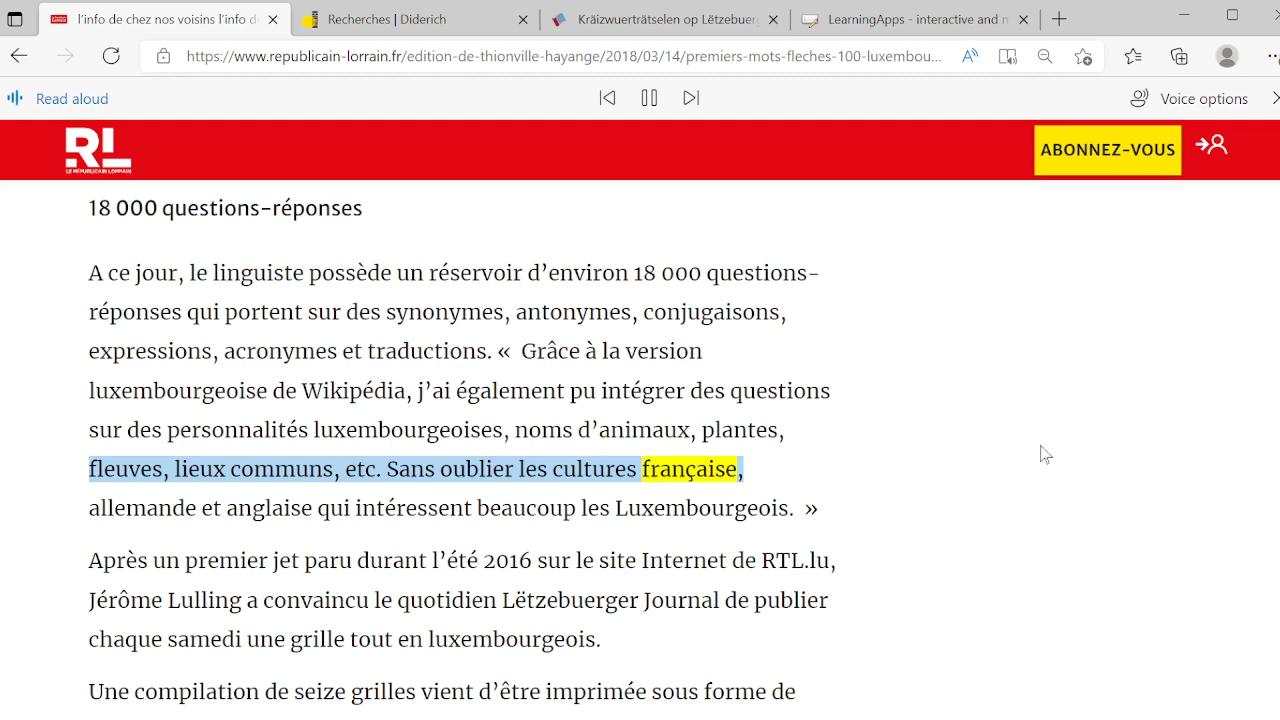 l'info de chez nos voisins l'info d
Recherches | Diderich
Kräizwuerträtselen op Lëtzebuerg
LearningApps - interactive and m
https://www.republicain-lorrain.fr/edition-de-thionville-hayange/2018/03/14/premiers-mots-fleches-100-luxembou...
Read aloud
Voice options
RL
LE RÉPUBLICAIN LORRAIN
ABONNEZ-VOUS
18 000 questions-réponses
A ce jour, le linguiste possède un réservoir d'environ 18 000 questions-
réponses qui portent sur des synonymes, antonymes, conjugaisons,
expressions, acronymes et traductions. « Grâce à la version
luxembourgeoise de Wikipédia, j'ai également pu intégrer des questions
sur des personnalités luxembourgeoises, noms d'animaux, plantes,
fleuves, lieux communs, etc. Sans oublier les cultures française,
allemande et anglaise qui intéressent beaucoup les Luxembourgeois. »
Après un premier jet paru durant l'été 2016 sur le site Internet de RTL.lu,
Jérôme Lulling a convaincu le quotidien Lëtzebuerger Journal de publier
chaque samedi une grille tout en luxembourgeois.
Une compilation de seize grilles vient d'être imprimée sous forme de